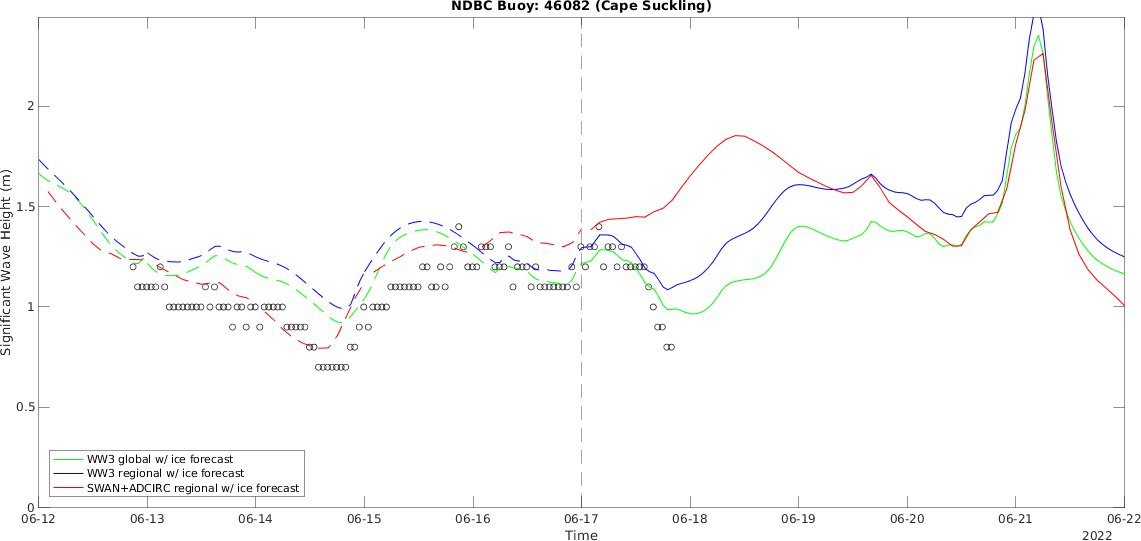 NDBC Buoy: 46082 (Cape Suckling)
Significant Wave Height (m)
2
1.5
1
0.5
0
WW3 global w/ ice forecast
WW3 regional w/ ice forecast
SWAN+ADCIRC regional w/ ice forecast
06-12 06-13 06-14 06-15 06-16 06-17 06-18 06-19 06-20 06-21 06-22
Time
2022